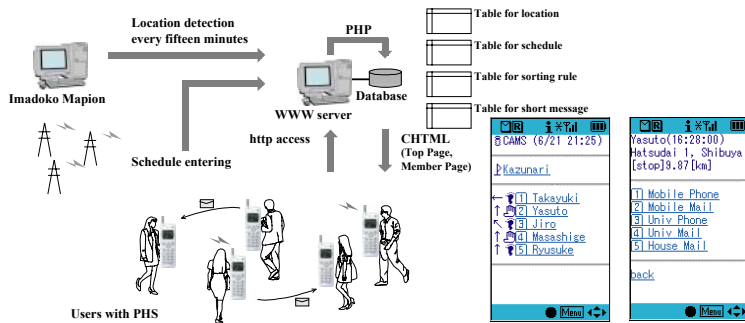 Location detection
every fifteen minutes
PHP
Table for location
Table for schedule
Table for sorting rule
Table for short message
Imadoko Mapion
WWW server
Database
http access
Schedule entering
CHTML
(Top Page,
Member Page)
Users with PHS
CAMS (6/21 21:25)
Kazunari
1 Takayuki
2 Yasuto
3 Jiro
4 Masashige
5 Ryusuke
Menu
Yasuto(16:28:00)
Hatsudai 1, Shibuya
[stop]9.87[km]
1 Mobile Phone
2 Mobile Mail
3 Univ Phone
4 Univ Mail
5 House Mail
back
Menu